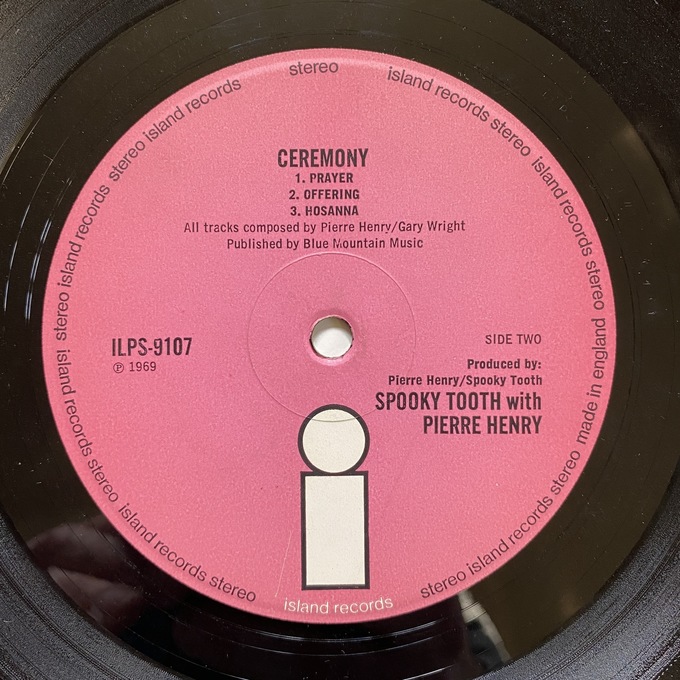 stereo
island records
stereo
island records
stereo
made in england
stereo
island records
stereo
island records
stereo
island records
stereo
island records
stereo
island records
stereo
island records
CEREMONY
1. PRAYER
2. OFFERING
3. HOSANNA
All tracks composed by Pierre Henry/Gary Wright
Published by Blue Mountain Music
ILPS-9107
℗ 1969
SIDE TWO
Produced by:
Pierre Henry/Spooky Tooth
SPOOKY TOOTH with
PIERRE HENRY
i